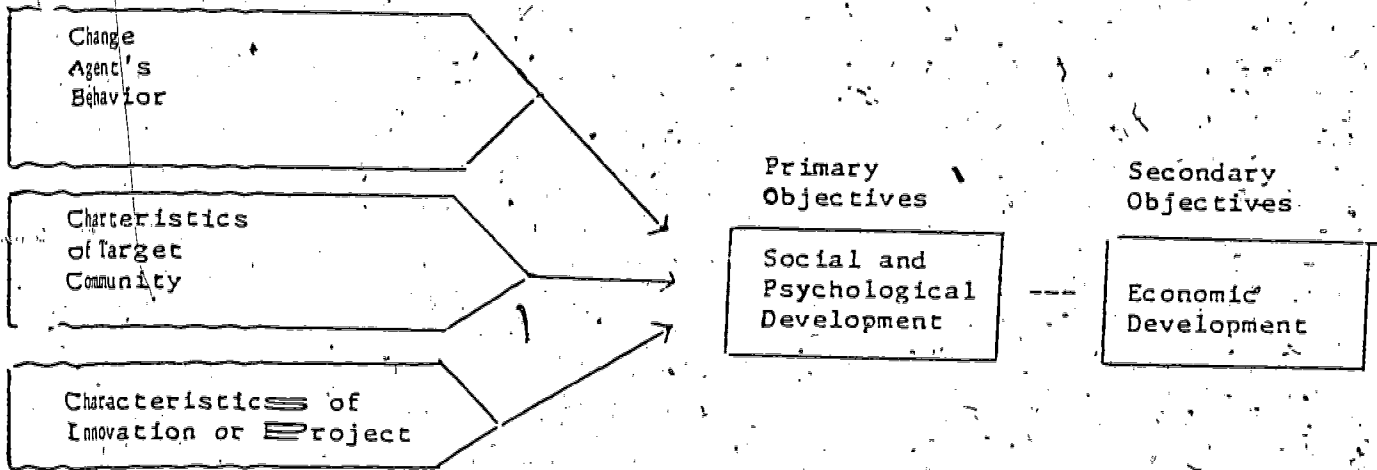 Change
Agent's
Behavior
Charteristics
of Target
Community
Characteristics of
Innovation or Project
Primary
Objectives
Social and
Psychological
Development
Secondary
Objectives
Economic
Development